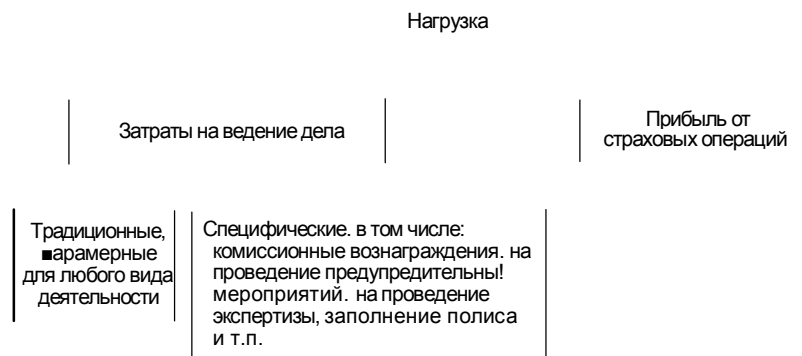 Нагрузка
Затраты на ведение дела
Прибыль от
страховых операций
Традиционные,
■арамерные
для любого вида
деятельности
Специфические. в том числе:
комиссионные вознаграждения. на
проведение предупредительны!
мероприятий. на проведение
экспертизы, заполнение полиса
и т.п.